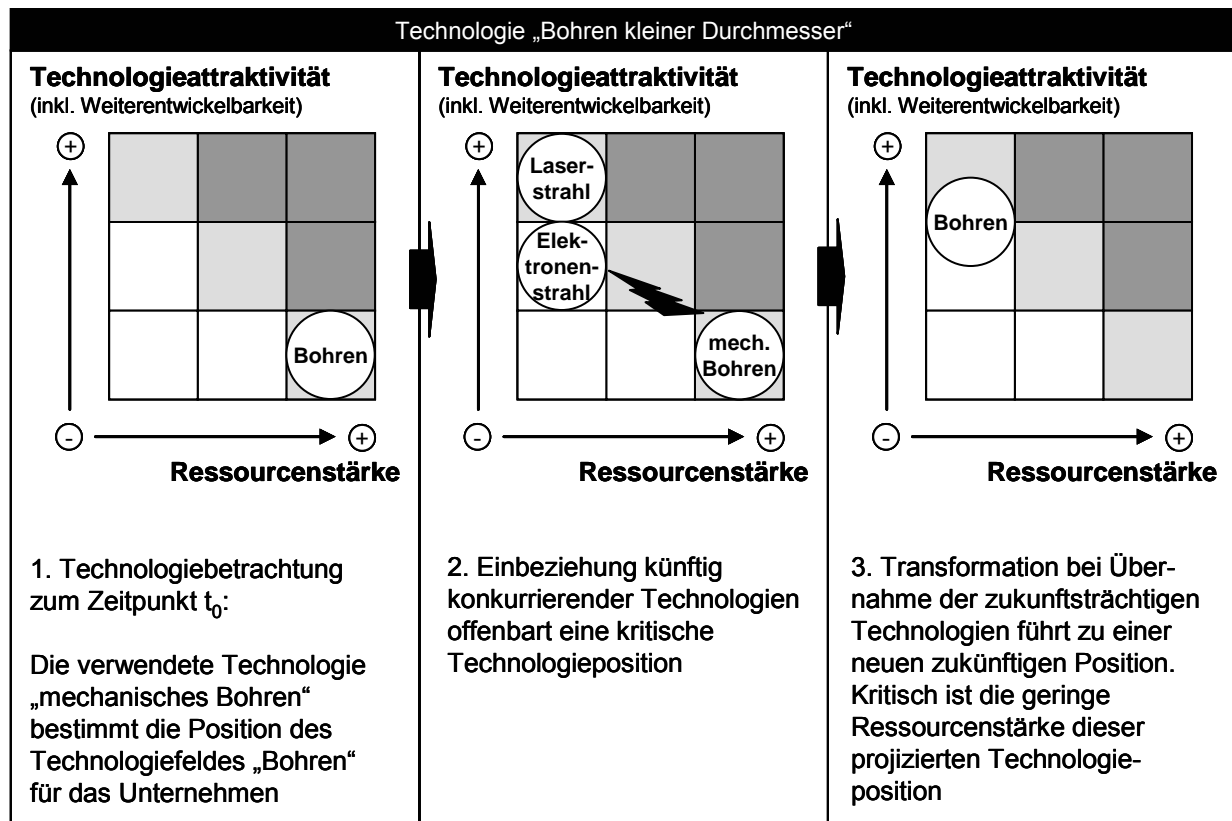 Technologie „Bohren kleiner Durchmesser“
Technologieattraktivität
(inkl. Weiterentwickelbarkeit)
+
Bohren
-
+
Ressourcenstärke
1. Technologiebetrachtung
zum Zeitpunkt t0:
Die verwendete Technologie
„mechanisches Bohren“
bestimmt die Position des
Technologiefeldes „Bohren“
für das Unternehmen
Technologieattraktivität
(inkl. Weiterentwickelbarkeit)
+
Laser-
strahl
Elek-
tronen-
strahl
mech.
Bohren
-
+
Ressourcenstärke
2. Einbeziehung künftig
konkurrierender Technologien
offenbart eine kritische
Technologieposition
Technologieattraktivität
(inkl. Weiterentwickelbarkeit)
+
Bohren
-
+
Ressourcenstärke
3. Transformation bei Über-
nahme der zukunftsträchtigen
Technologien führt zu einer
neuen zukünftigen Position.
Kritisch ist die geringe
Ressourcenstärke dieser
projizierten Technologie-
position